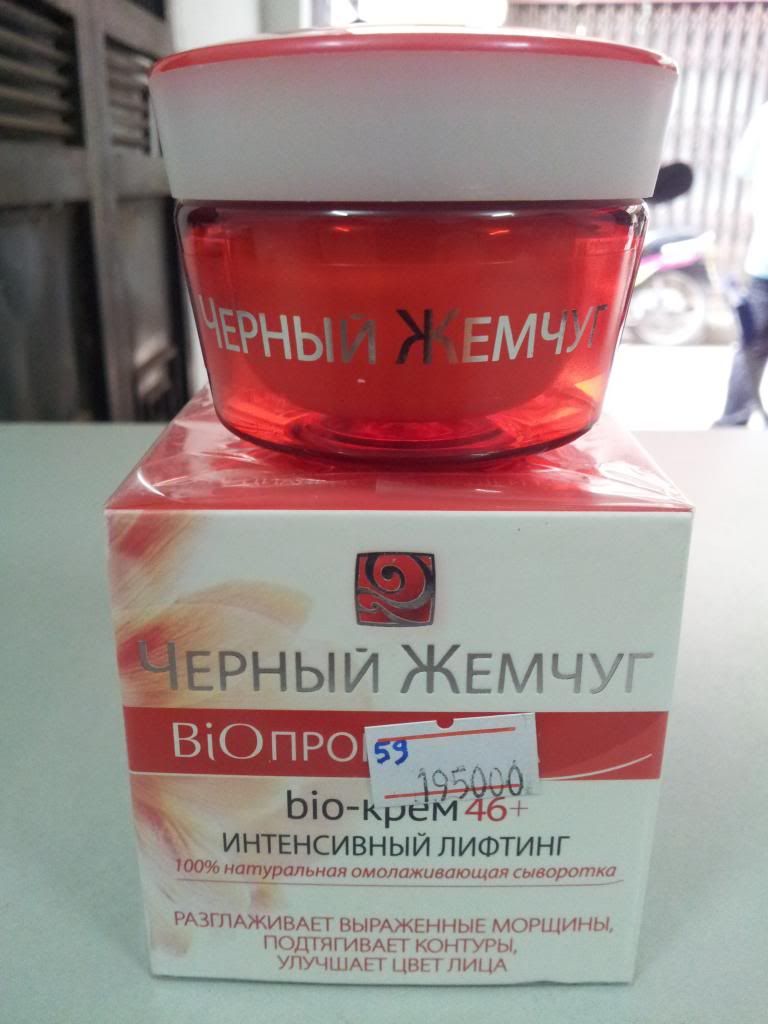 ЧЕРНЫЙ ЖЕМЧУГ
ЧЕРНЫЙ ЖЕМЧУГ
BiO
59
195000
bio-крем 46+
ИНТЕНСИВНЫЙ ЛИФТИНГ
100% натуральная омолаживающая сыворотка
РАЗГЛАЖИВАЕТ ВЫРАЖЕННЫЕ МОРЩИНЫ,
ПОДТЯГИВАЕТ КОНТУРЫ,
УЛУЧШАЕТ ЦВЕТ ЛИЦА